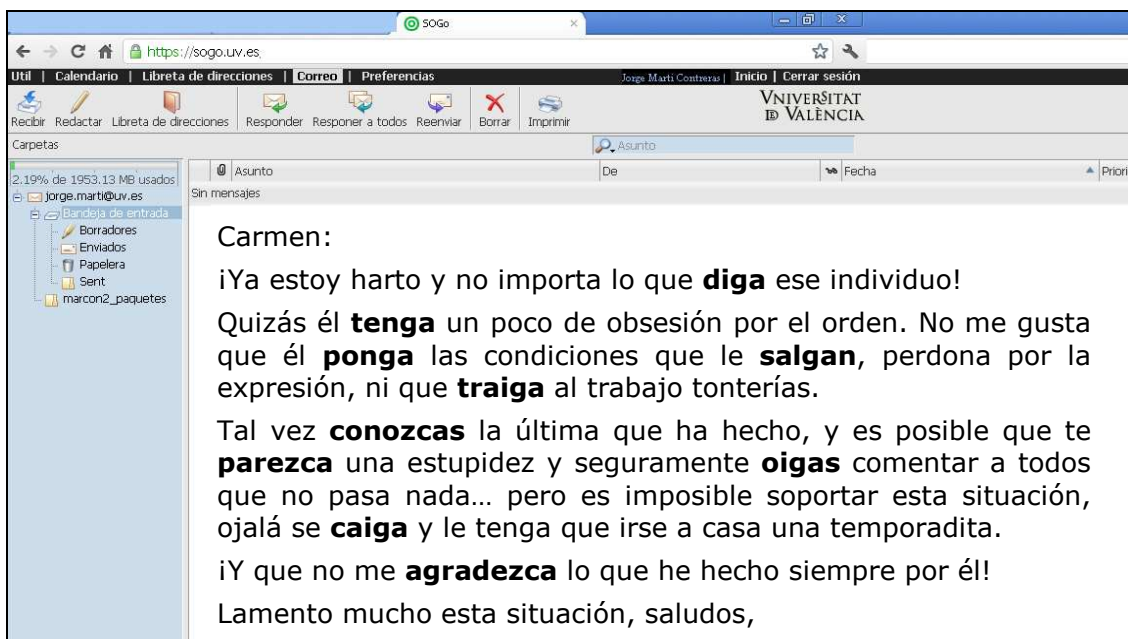 SOGo
https://sogo.uv.es
Util | Calendario | Libreta de direcciones | Correo | Preferencias
Jorge Marti Contreras | Inicio | Cerrar sesión
Recibir Redactar Libreta de direcciones Responder Responer a todos Reenviar Borrar Imprimir
VNIVERSITAT
ID VALÈNCIA
Carpetas
Asunto
2.19% de 1953.13 MB usados
Asunto De Fecha Priori
jorge.marti@uv.es
Sin mensajes
Bandeja de entrada
Borradores
Enviados
Papelera
Sent
marcon2_paquetes
Carmen:
¡Ya estoy harto y no importa lo que diga ese individuo!
Quizás él tenga un poco de obsesión por el orden. No me gusta
que él ponga las condiciones que le salgan, perdona por la
expresión, ni que traiga al trabajo tonterías.
Tal vez conozcas la última que ha hecho, y es posible que te
parezca una estupidez y seguramente oigas comentar a todos
que no pasa nada… pero es imposible soportar esta situación,
ojalá se caiga y le tenga que irse a casa una temporadita.
¡Y que no me agradezca lo que he hecho siempre por él!
Lamento mucho esta situación, saludos,